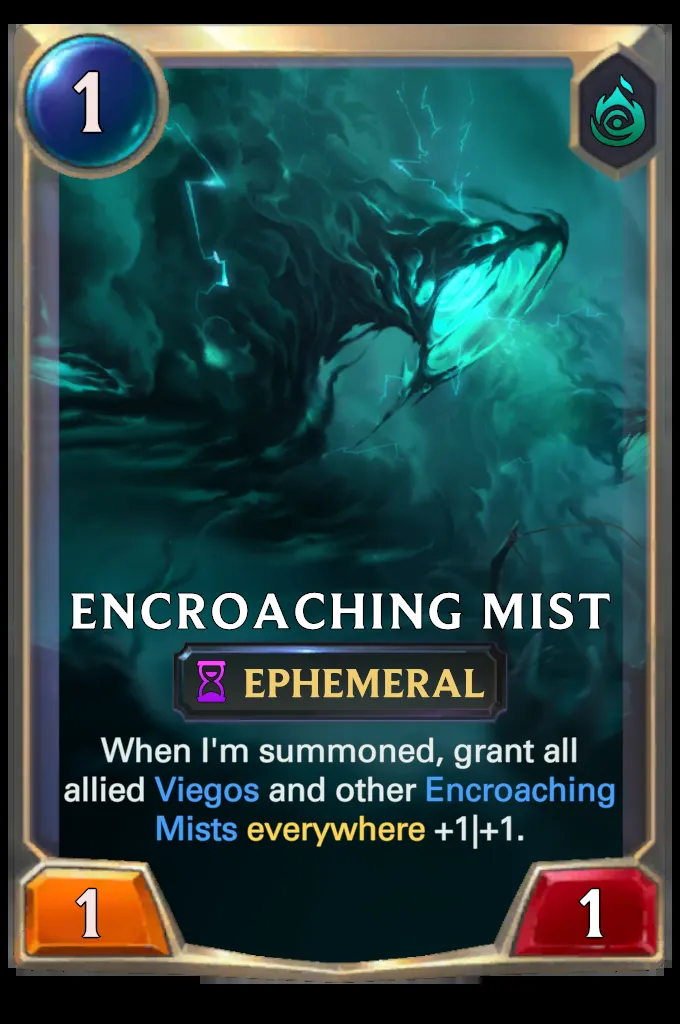 1
ENCROACHING MIST
EPHEMERAL
When I'm summoned, grant all
allied Viegos and other Encroaching
Mists everywhere +1|+1.
1
1